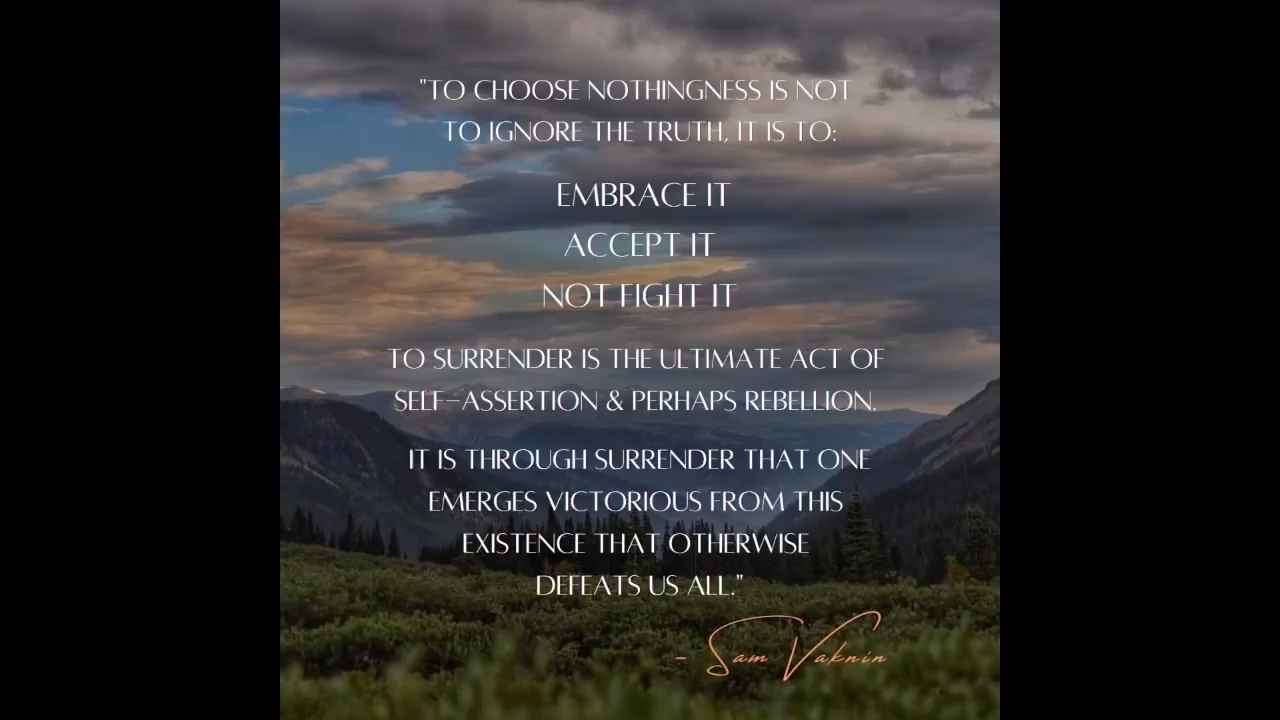 "TO CHOOSE NOTHINGNESS IS NOT
TO IGNORE THE TRUTH, IT IS TO:
EMBRACE IT
ACCEPT IT
NOT FIGHT IT
TO SURRENDER IS THE ULTIMATE ACT OF
SELF-ASSERTION & PERHAPS REBELLION.
IT IS THROUGH SURRENDER THAT ONE
EMERGES VICTORIOUS FROM THIS
EXISTENCE THAT OTHERWISE
DEFEATS US ALL."
- Sam Vaknin